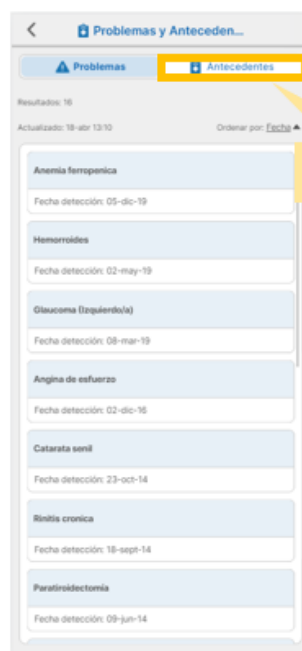 Problemas y Anteceden...
Problemas
Antecedentes
Resultados: 16
Actualizado: 18-abr 13:10
Ordenar por: Fecha
Anemia ferropenica
Fecha detección: 05-dic-19
Hemorroides
Fecha detección: 02-may-19
Glaucoma (Izquierdo/a)
Fecha detección: 08-mar-19
Angina de esfuerzo
Fecha detección: 02-dic-16
Catarata senil
Fecha detección: 23-oct-14
Rinitis cronica
Fecha detección: 18-sept-14
Paratiroidectomia
Fecha detección: 09-jun-14